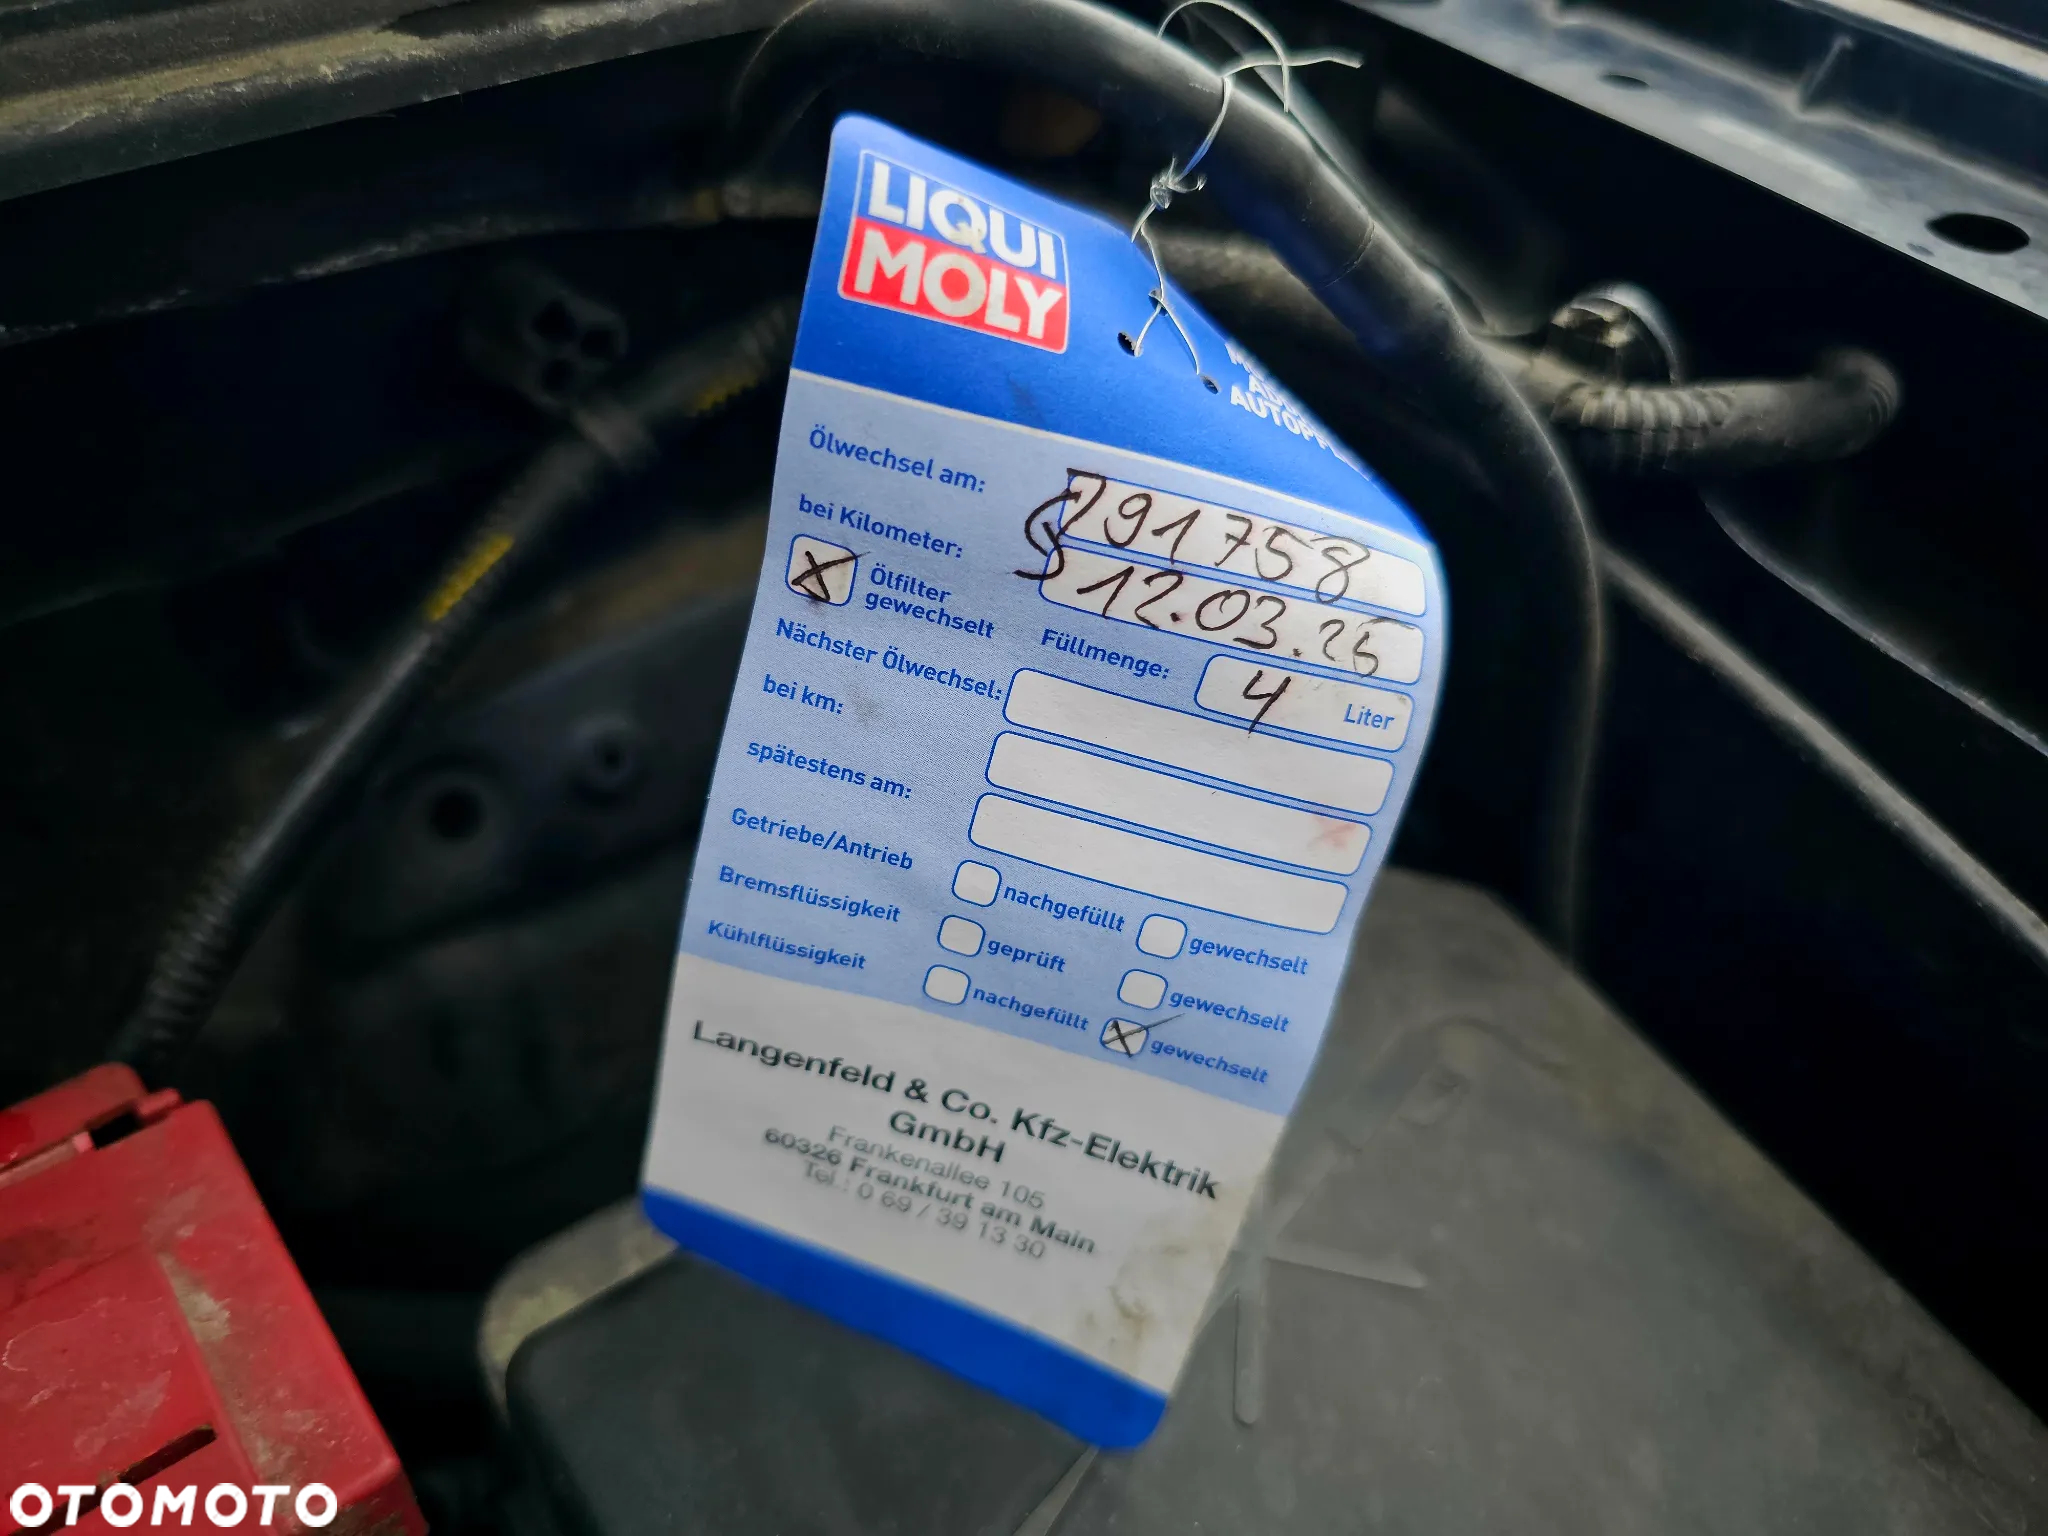 LIQUI
MOLY
AUTOPFL
Ölwechsel am: 91758
bei Kilometer: 12.03.25
X Ölfilter
gewechselt
Füllmenge: 4 Liter
Nächster Ölwechsel:
bei km:
spätestens am:
Getriebe/Antrieb nachgefüllt gewechselt
Bremsflüssigkeit geprüft gewechselt
Kühlflüssigkeit nachgefüllt X gewechselt
Langenfeld & Co. Kfz-Elektrik
GmbH
Frankenallee 105
60326 Frankfurt am Main
Tel.: 0 69 / 39 13 30
OTOMOTO